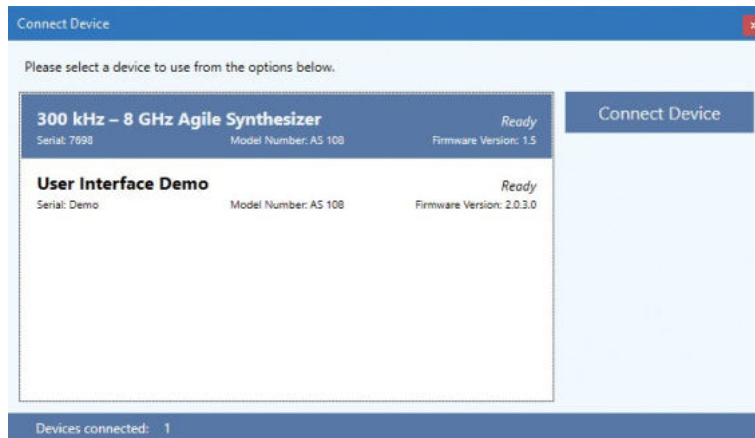 Connect Device
x
Please select a device to use from the options below.
300 kHz – 8 GHz Agile Synthesizer Ready
Serial: 7698 Model Number: AS 108 Firmware Version: 1.5
Connect Device
User Interface Demo Ready
Serial: Demo Model Number: AS 108 Firmware Version: 2.0.3.0
Devices connected: 1